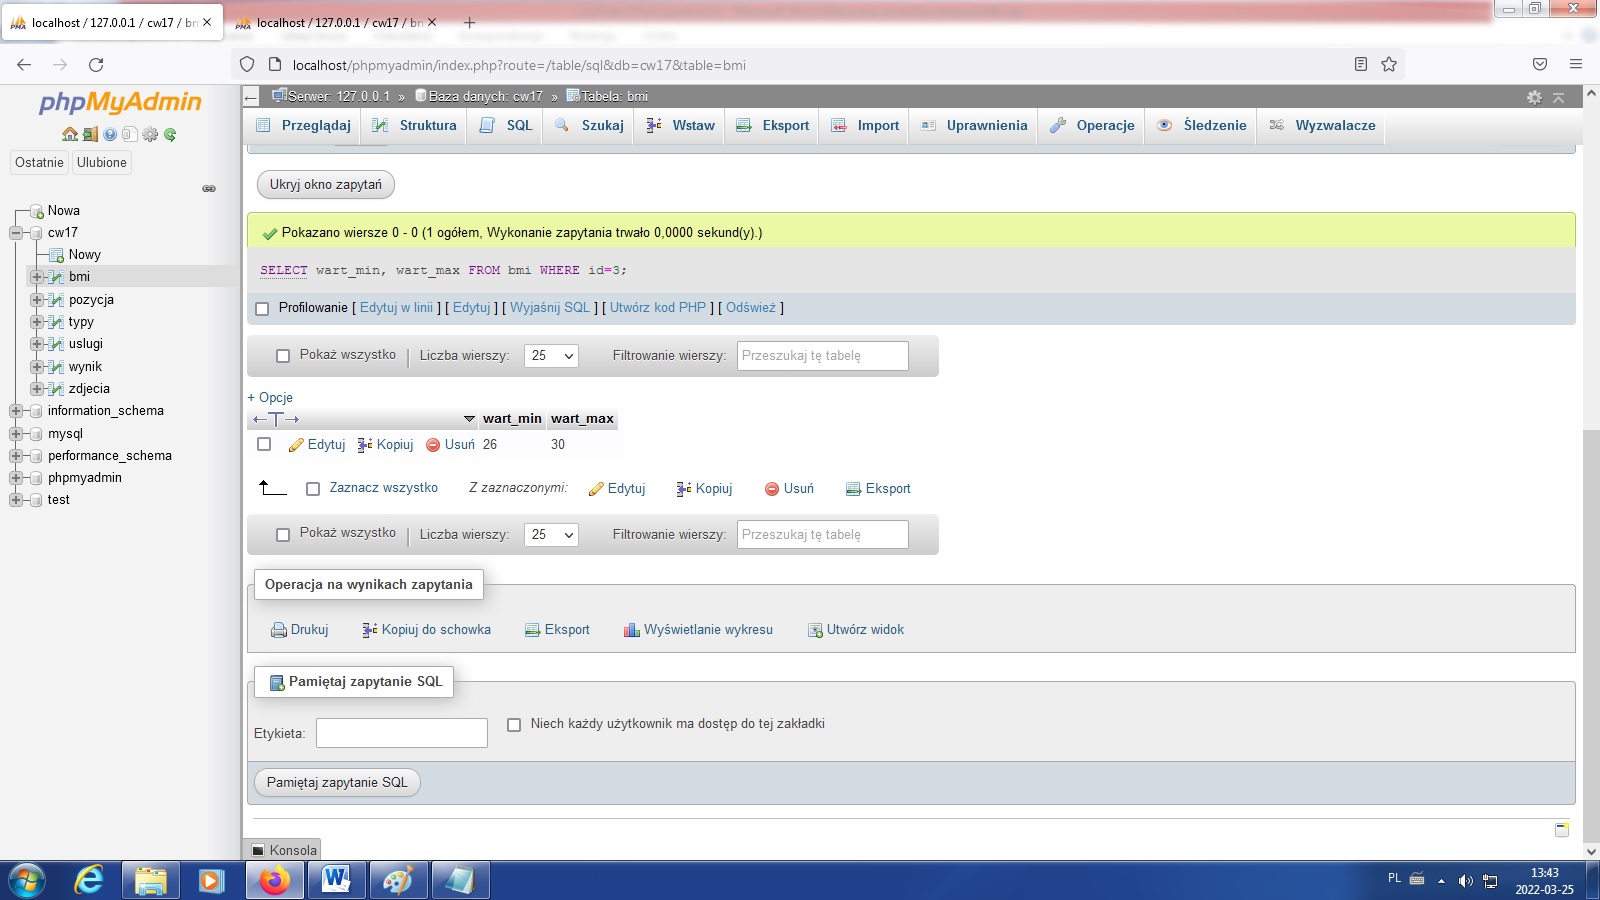 localhost / 127.0.0.1 / cw17 / bm
localhost / 127.0.0.1 / cw17 / bm
localhost/phpmyadmin/index.php?route=/table/sql&db=cw17&table=bmi
phpMyAdmin
Ostatnie
Ulubione
Nowa
cw17
Nowy
bmi
pozycja
typy
uslugi
wynik
zdjecia
information_schema
mysql
performance_schema
phpmyadmin
test
Serwer: 127.0.0.1 » Baza danych: cw17 » Tabela: bmi
Przeglądaj Struktura SQL Szukaj Wstaw Eksport Import Uprawnienia Operacje Śledzenie Wyzwalacze
Ukryj okno zapytań
Pokazano wiersze 0 - 0 (1 ogółem, Wykonanie zapytania trwało 0,0000 sekund(y).)
SELECT wart_min, wart_max FROM bmi WHERE id=3;
Profilowanie [ Edytuj w linii ] [ Edytuj ] [ Wyjaśnij SQL ] [ Utwórz kod PHP ] [ Odśwież ]
Pokaż wszystko | Liczba wierszy: 25 Filtrowanie wierszy: Przeszukaj tę tabelę
+ Opcje
←T→ wart_min wart_max
Edytuj Kopiuj Usuń 26 30
Zaznacz wszystko Z zaznaczonymi: Edytuj Kopiuj Usuń Eksport
Pokaż wszystko | Liczba wierszy: 25 Filtrowanie wierszy: Przeszukaj tę tabelę
Operacja na wynikach zapytania
Drukuj Kopiuj do schowka Eksport Wyświetlanie wykresu Utwórz widok
Pamiętaj zapytanie SQL
Etykieta: Niech każdy użytkownik ma dostęp do tej zakładki
Pamiętaj zapytanie SQL
Konsola
PL
13:43
2022-03-25